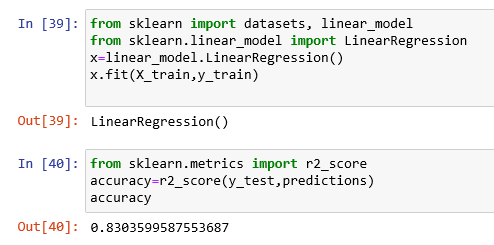 In [39]: from sklearn import datasets, linear_model
from sklearn.linear_model import LinearRegression
x=linear_model.LinearRegression()
x.fit(X_train,y_train)
Out[39]: LinearRegression()
In [40]: from sklearn.metrics import r2_score
accuracy=r2_score(y_test,predictions)
accuracy
Out[40]: 0.8303599587553687